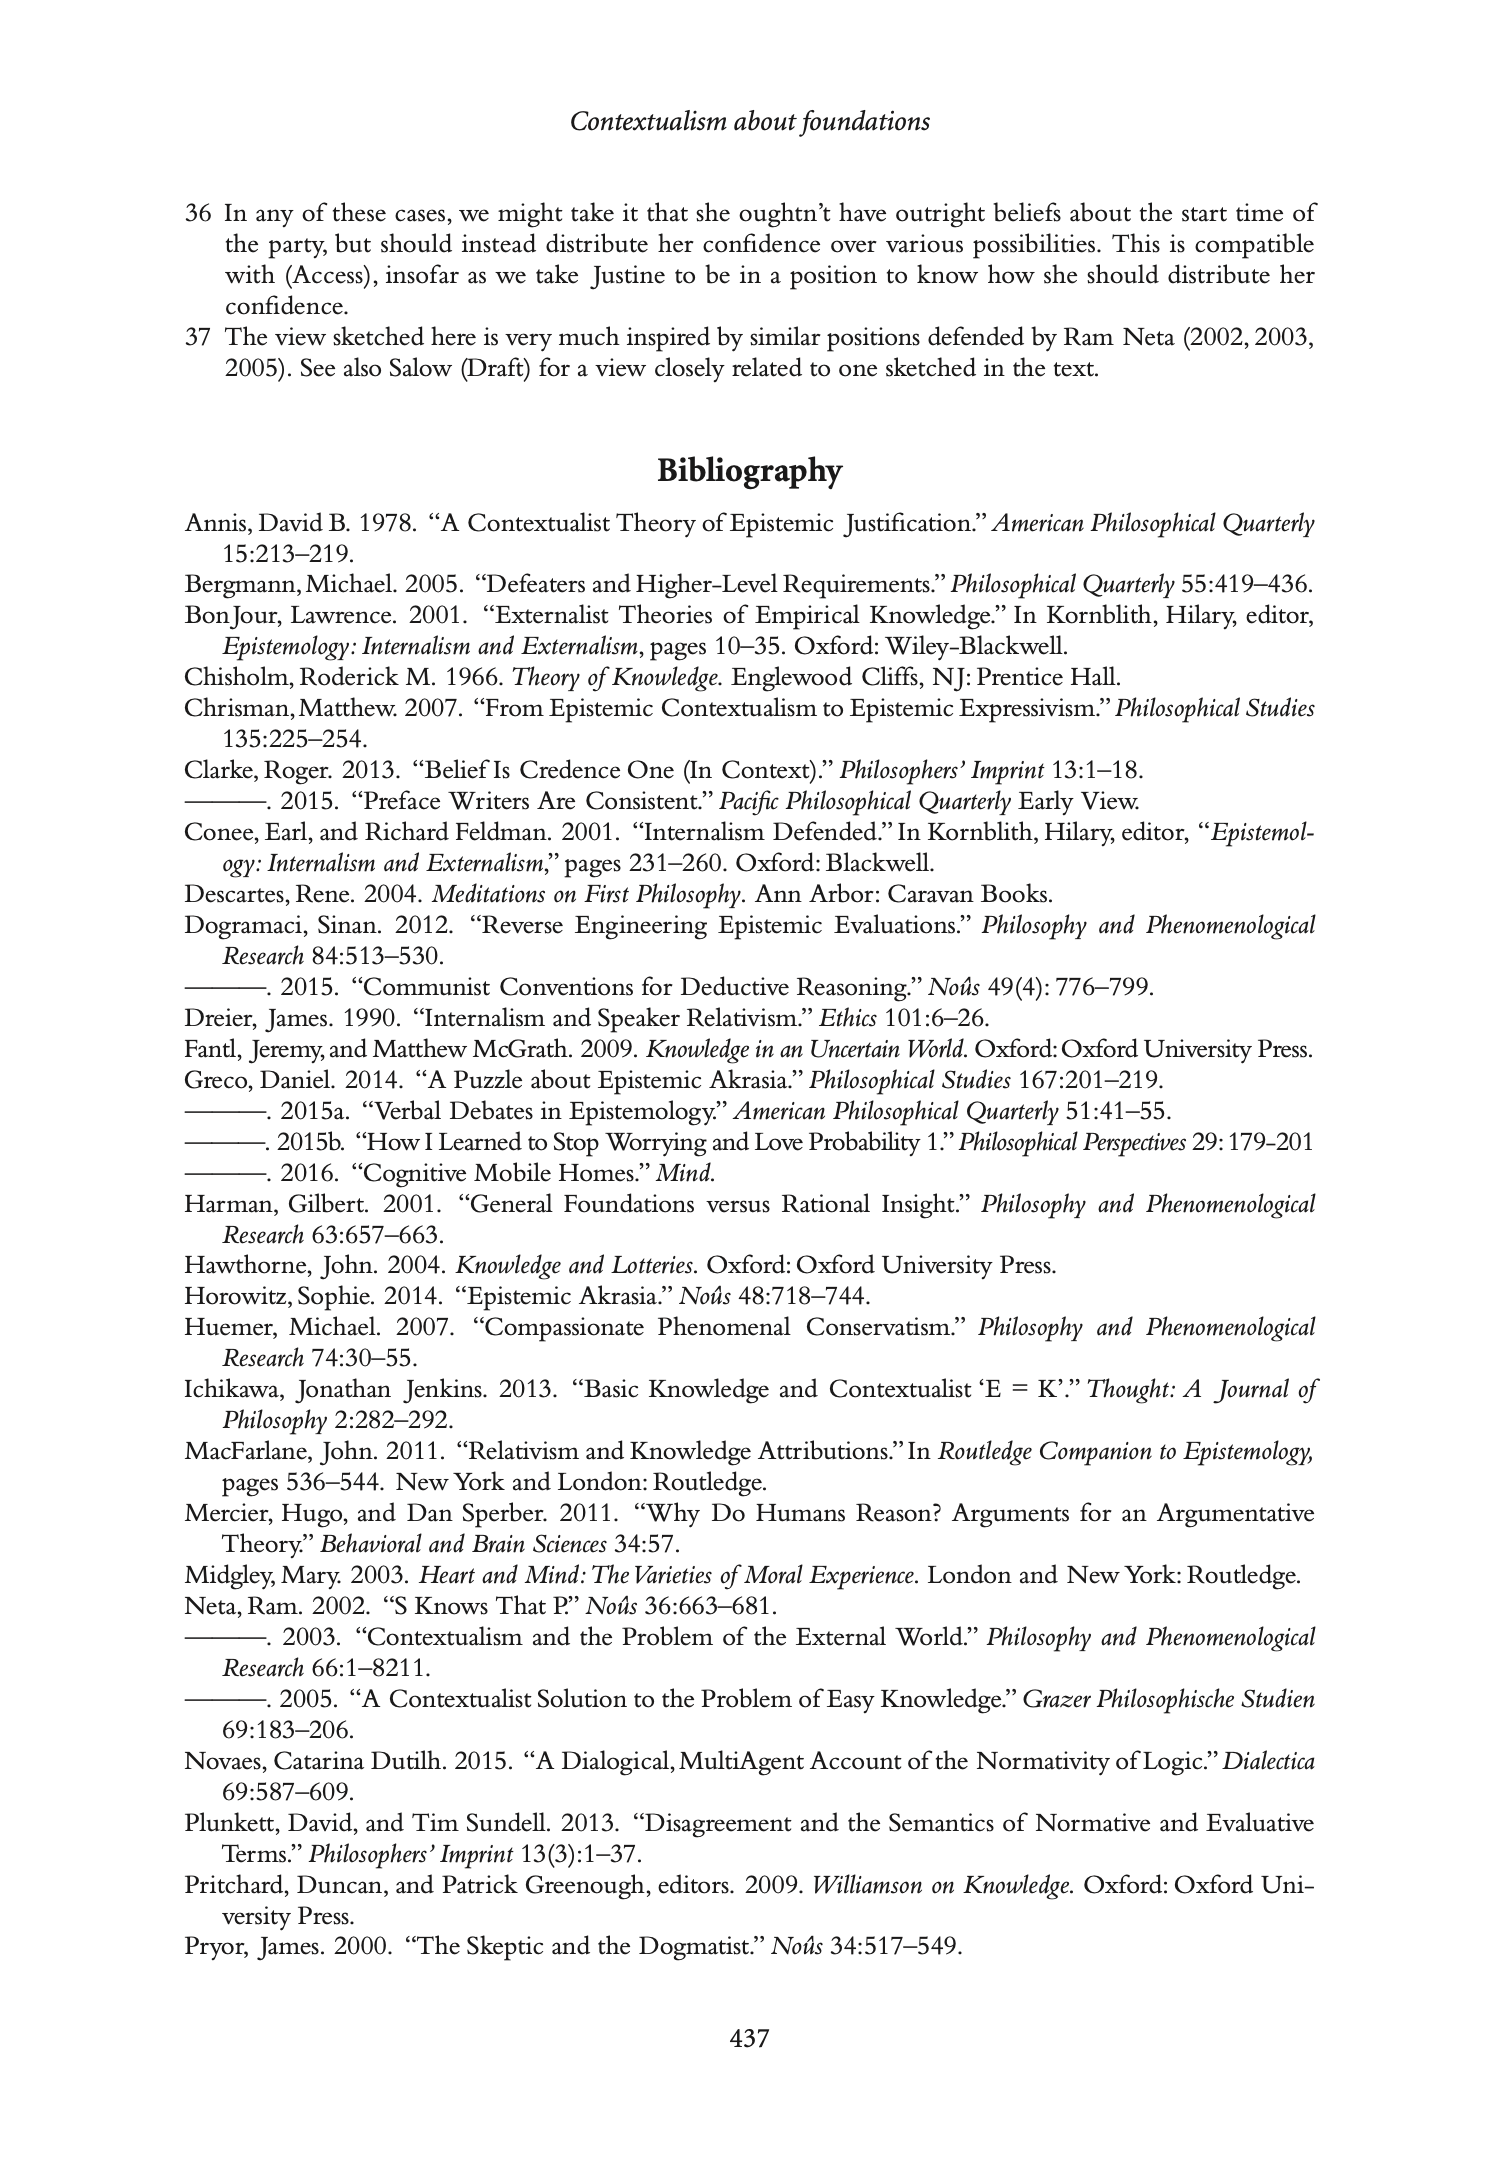 Contextualism about foundations
36 In any of these cases, we might take it that she oughtn’t have outright beliefs about the start time of
the party, but should instead distribute her confidence over various possibilities. This is compatible
with (Access), insofar as we take Justine to be in a position to know how she should distribute her
confidence.
37 The view sketched here is very much inspired by similar positions defended by Ram Neta (2002, 2003,
2005). See also Salow (Draft) for a view closely related to one sketched in the text.
Bibliography
Annis, David B. 1978. “A Contextualist Theory of Epistemic Justification.” American Philosophical Quarterly
15:213–219.
Bergmann, Michael. 2005. “Defeaters and Higher-Level Requirements.” Philosophical Quarterly 55:419–436.
BonJour, Lawrence. 2001. “Externalist Theories of Empirical Knowledge.” In Kornblith, Hilary, editor,
Epistemology: Internalism and Externalism, pages 10–35. Oxford: Wiley-Blackwell.
Chisholm, Roderick M. 1966. Theory of Knowledge. Englewood Cliffs, NJ: Prentice Hall.
Chrisman, Matthew. 2007. “From Epistemic Contextualism to Epistemic Expressivism.” Philosophical Studies
135:225–254.
Clarke, Roger. 2013. “Belief Is Credence One (In Context).” Philosophers’ Imprint 13:1–18.
———. 2015. “Preface Writers Are Consistent.” Pacific Philosophical Quarterly Early View.
Conee, Earl, and Richard Feldman. 2001. “Internalism Defended.” In Kornblith, Hilary, editor, “Epistemol-
ogy: Internalism and Externalism,” pages 231–260. Oxford: Blackwell.
Descartes, Rene. 2004. Meditations on First Philosophy. Ann Arbor: Caravan Books.
Dogramaci, Sinan. 2012. “Reverse Engineering Epistemic Evaluations.” Philosophy and Phenomenological
Research 84:513–530.
———. 2015. “Communist Conventions for Deductive Reasoning.” Noûs 49(4): 776–799.
Dreier, James. 1990. “Internalism and Speaker Relativism.” Ethics 101:6–26.
Fantl, Jeremy, and Matthew McGrath. 2009. Knowledge in an Uncertain World. Oxford: Oxford University Press.
Greco, Daniel. 2014. “A Puzzle about Epistemic Akrasia.” Philosophical Studies 167:201–219.
———. 2015a. “Verbal Debates in Epistemology.” American Philosophical Quarterly 51:41–55.
———. 2015b. “How I Learned to Stop Worrying and Love Probability 1.” Philosophical Perspectives 29: 179-201
———. 2016. “Cognitive Mobile Homes.” Mind.
Harman, Gilbert. 2001. “General Foundations versus Rational Insight.” Philosophy and Phenomenological
Research 63:657–663.
Hawthorne, John. 2004. Knowledge and Lotteries. Oxford: Oxford University Press.
Horowitz, Sophie. 2014. “Epistemic Akrasia.” Noûs 48:718–744.
Huemer, Michael. 2007. “Compassionate Phenomenal Conservatism.” Philosophy and Phenomenological
Research 74:30–55.
Ichikawa, Jonathan Jenkins. 2013. “Basic Knowledge and Contextualist ‘E = K’.” Thought: A Journal of
Philosophy 2:282–292.
MacFarlane, John. 2011. “Relativism and Knowledge Attributions.” In Routledge Companion to Epistemology,
pages 536–544. New York and London: Routledge.
Mercier, Hugo, and Dan Sperber. 2011. “Why Do Humans Reason? Arguments for an Argumentative
Theory.” Behavioral and Brain Sciences 34:57.
Midgley, Mary. 2003. Heart and Mind: The Varieties of Moral Experience. London and New York: Routledge.
Neta, Ram. 2002. “S Knows That P.” Noûs 36:663–681.
———. 2003. “Contextualism and the Problem of the External World.” Philosophy and Phenomenological
Research 66:1–8211.
———. 2005. “A Contextualist Solution to the Problem of Easy Knowledge.” Grazer Philosophische Studien
69:183–206.
Novaes, Catarina Dutilh. 2015. “A Dialogical, MultiAgent Account of the Normativity of Logic.” Dialectica
69:587–609.
Plunkett, David, and Tim Sundell. 2013. “Disagreement and the Semantics of Normative and Evaluative
Terms.” Philosophers’ Imprint 13(3):1–37.
Pritchard, Duncan, and Patrick Greenough, editors. 2009. Williamson on Knowledge. Oxford: Oxford Uni-
versity Press.
Pryor, James. 2000. “The Skeptic and the Dogmatist.” Noûs 34:517–549.
437